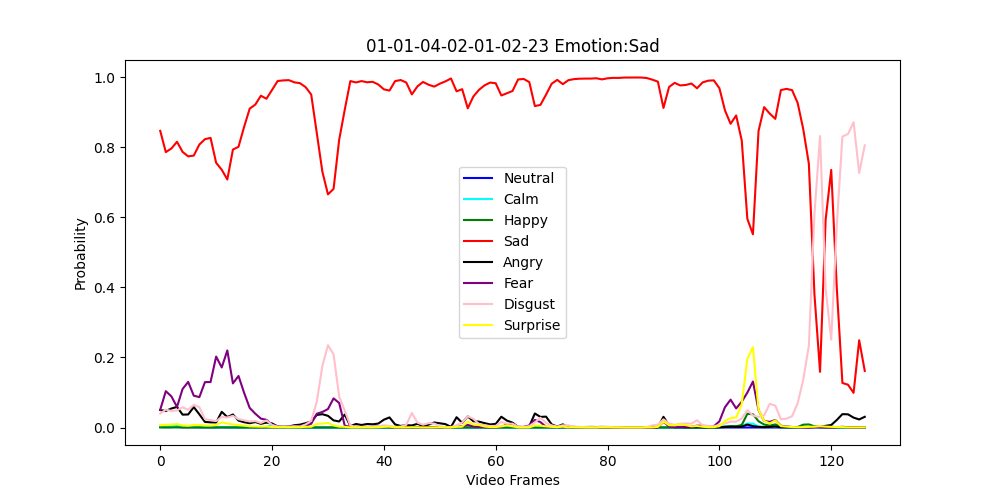 01-01-04-02-01-02-23 Emotion:Sad
1.0
0.8
0.6
0.4
0.2
0.0
Probability
Neutral
Calm
Happy
Sad
Angry
Fear
Disgust
Surprise
0 20 40 60 80 100 120
Video Frames